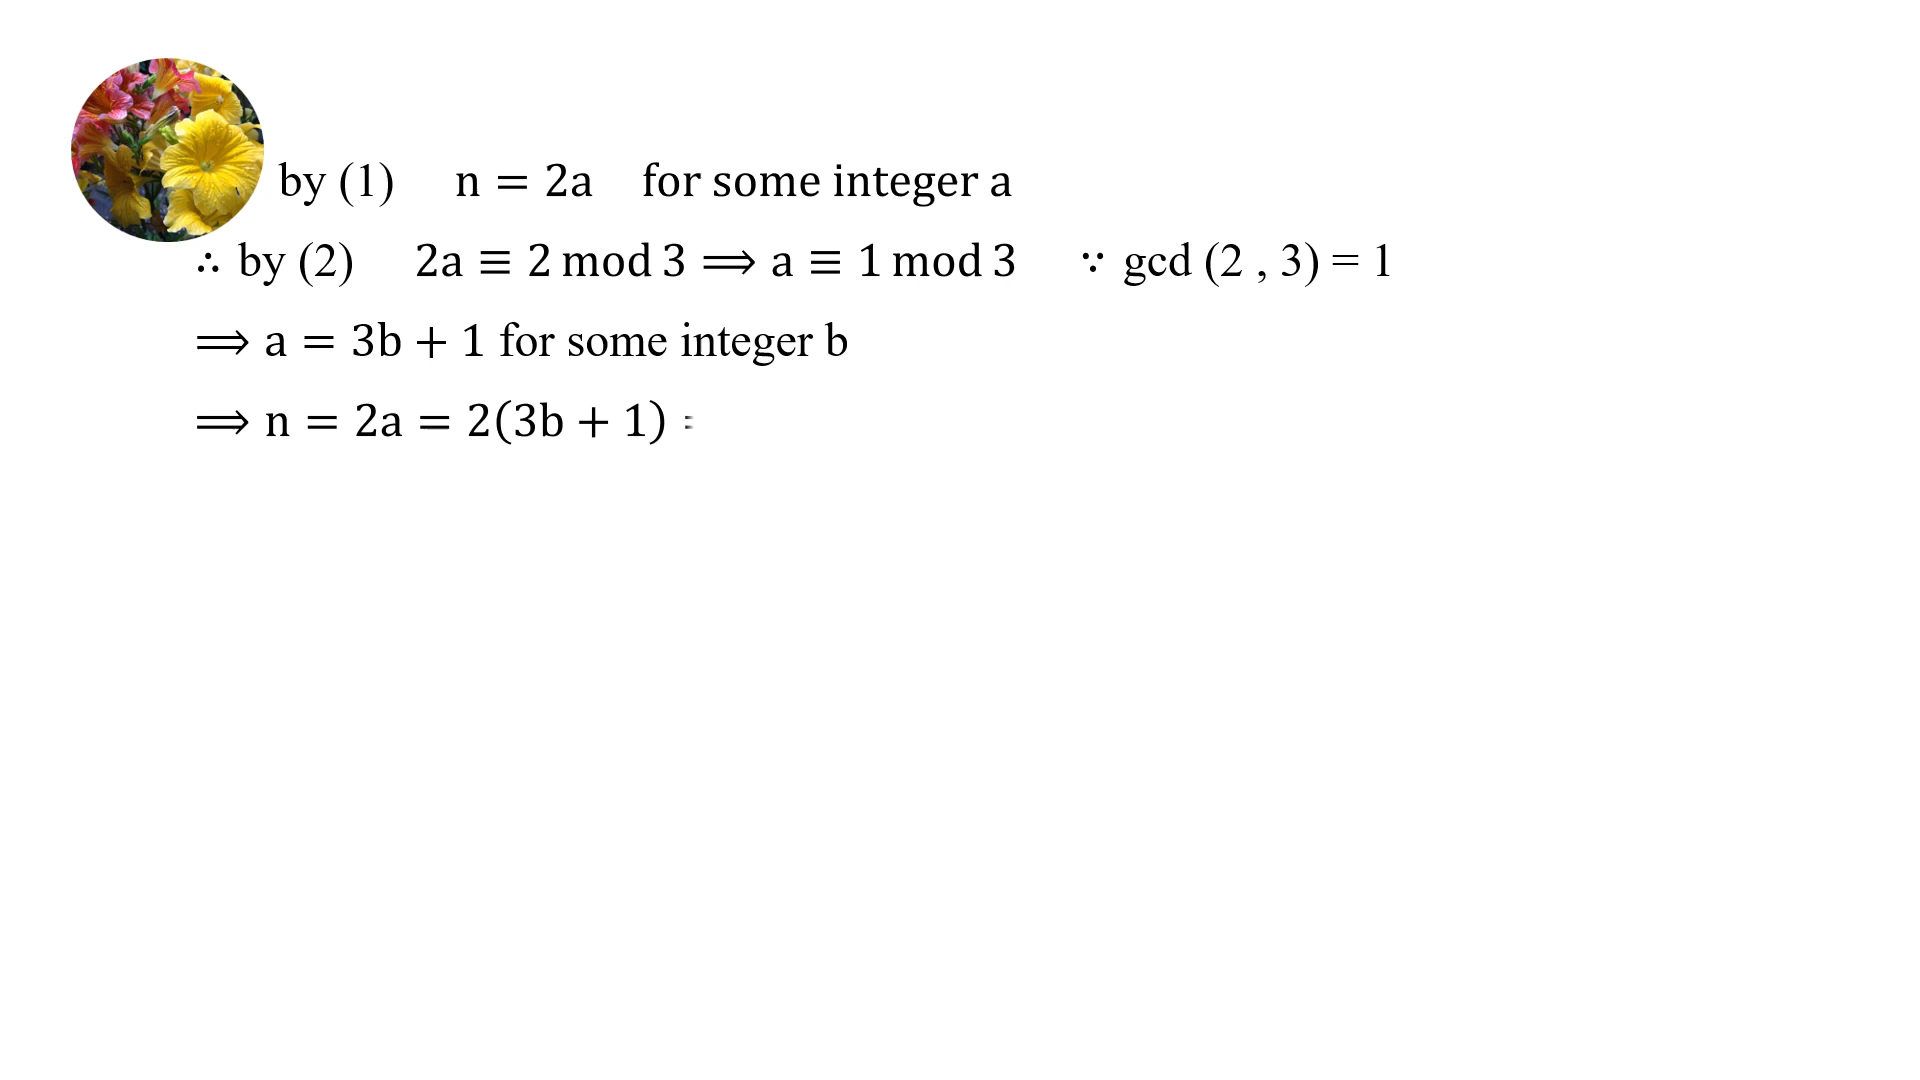 by (1) n = 2a for some integer a
∴ by (2) 2a ≡ 2 mod 3 ⟹ a ≡ 1 mod 3 ∵ gcd (2 , 3) = 1
⟹ a = 3b + 1 for some integer b
⟹ n = 2a = 2(3b + 1)